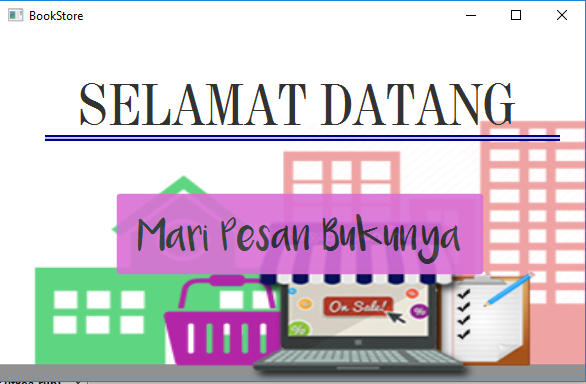 BookStore
SELAMAT DATANG
Mari Pesan Bukunya
On Sale!
%
%